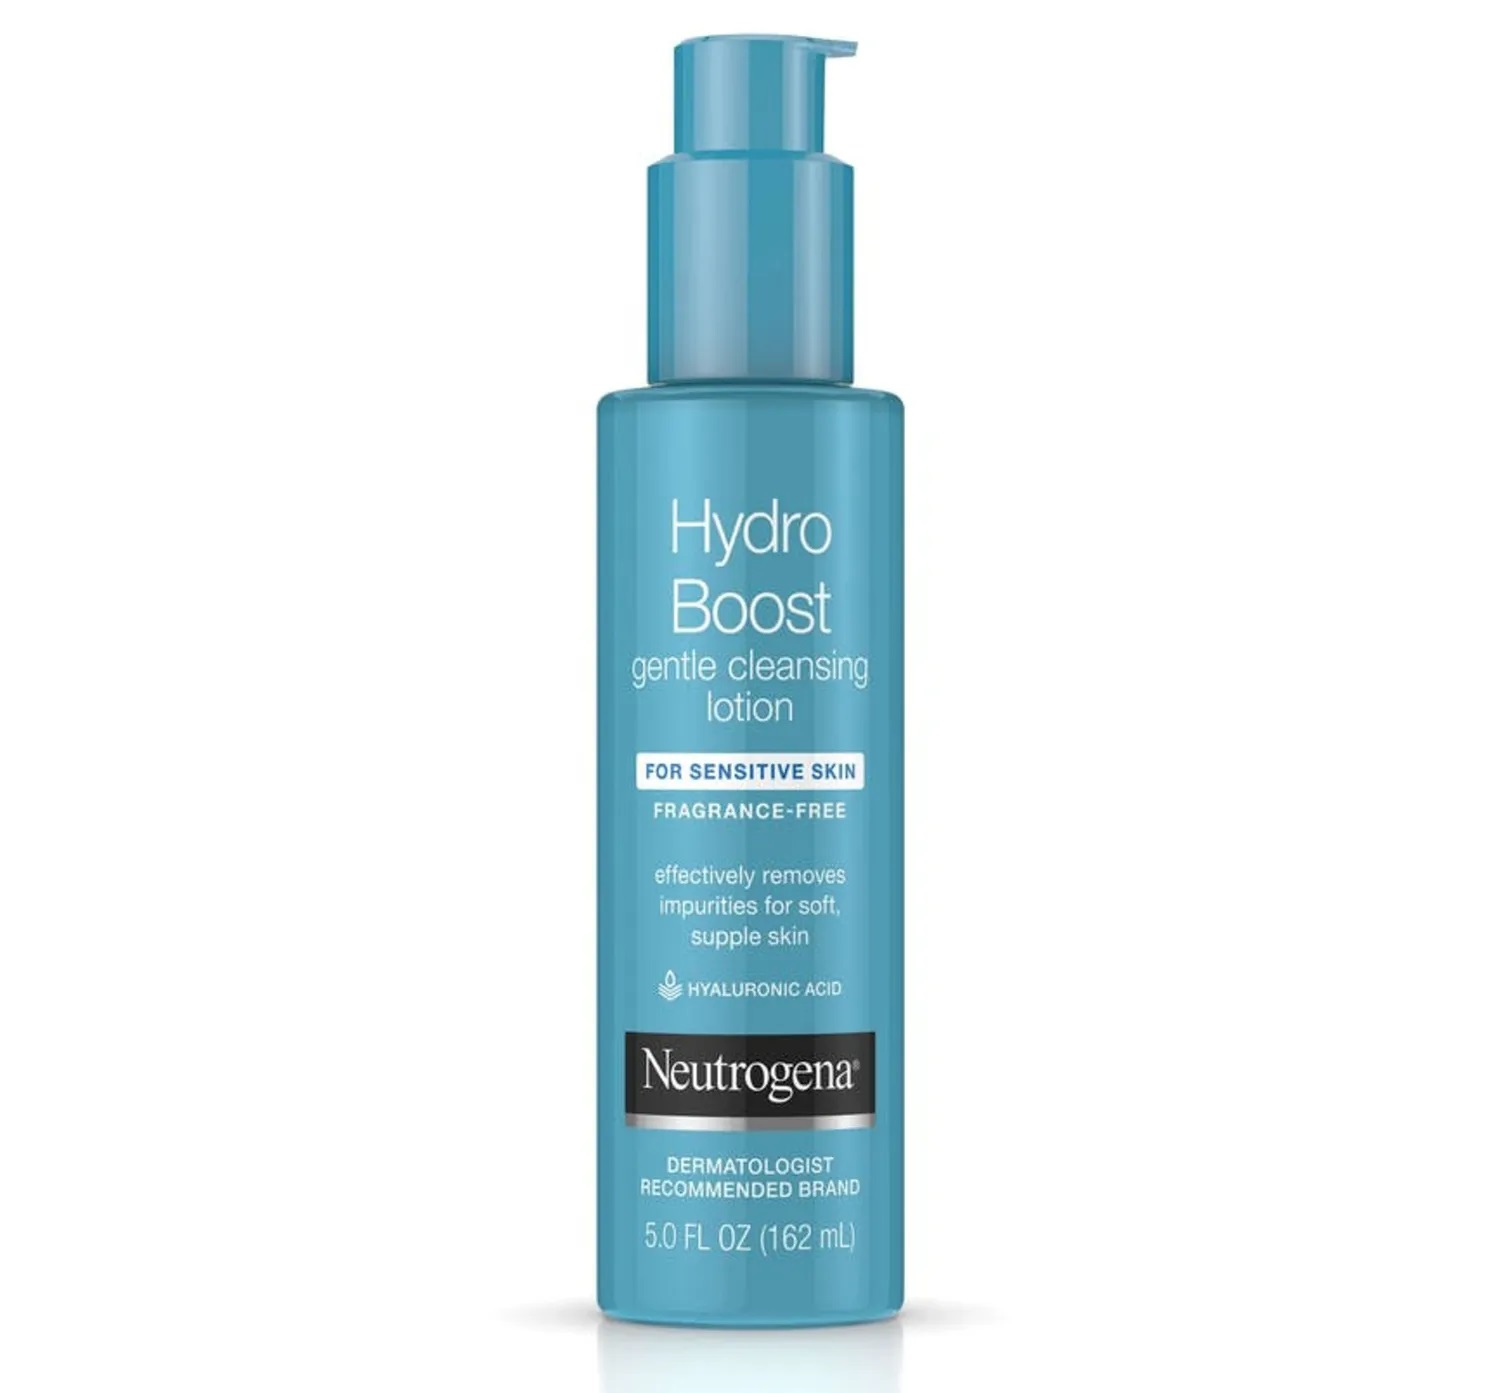 Hydro
Boost
gentle cleansing
lotion
FOR SENSITIVE SKIN
FRAGRANCE-FREE
effectively removes
impurities for soft,
supple skin
HYALURONIC ACID
Neutrogena®
DERMATOLOGIST
RECOMMENDED BRAND
5.0 FL OZ (162 mL)